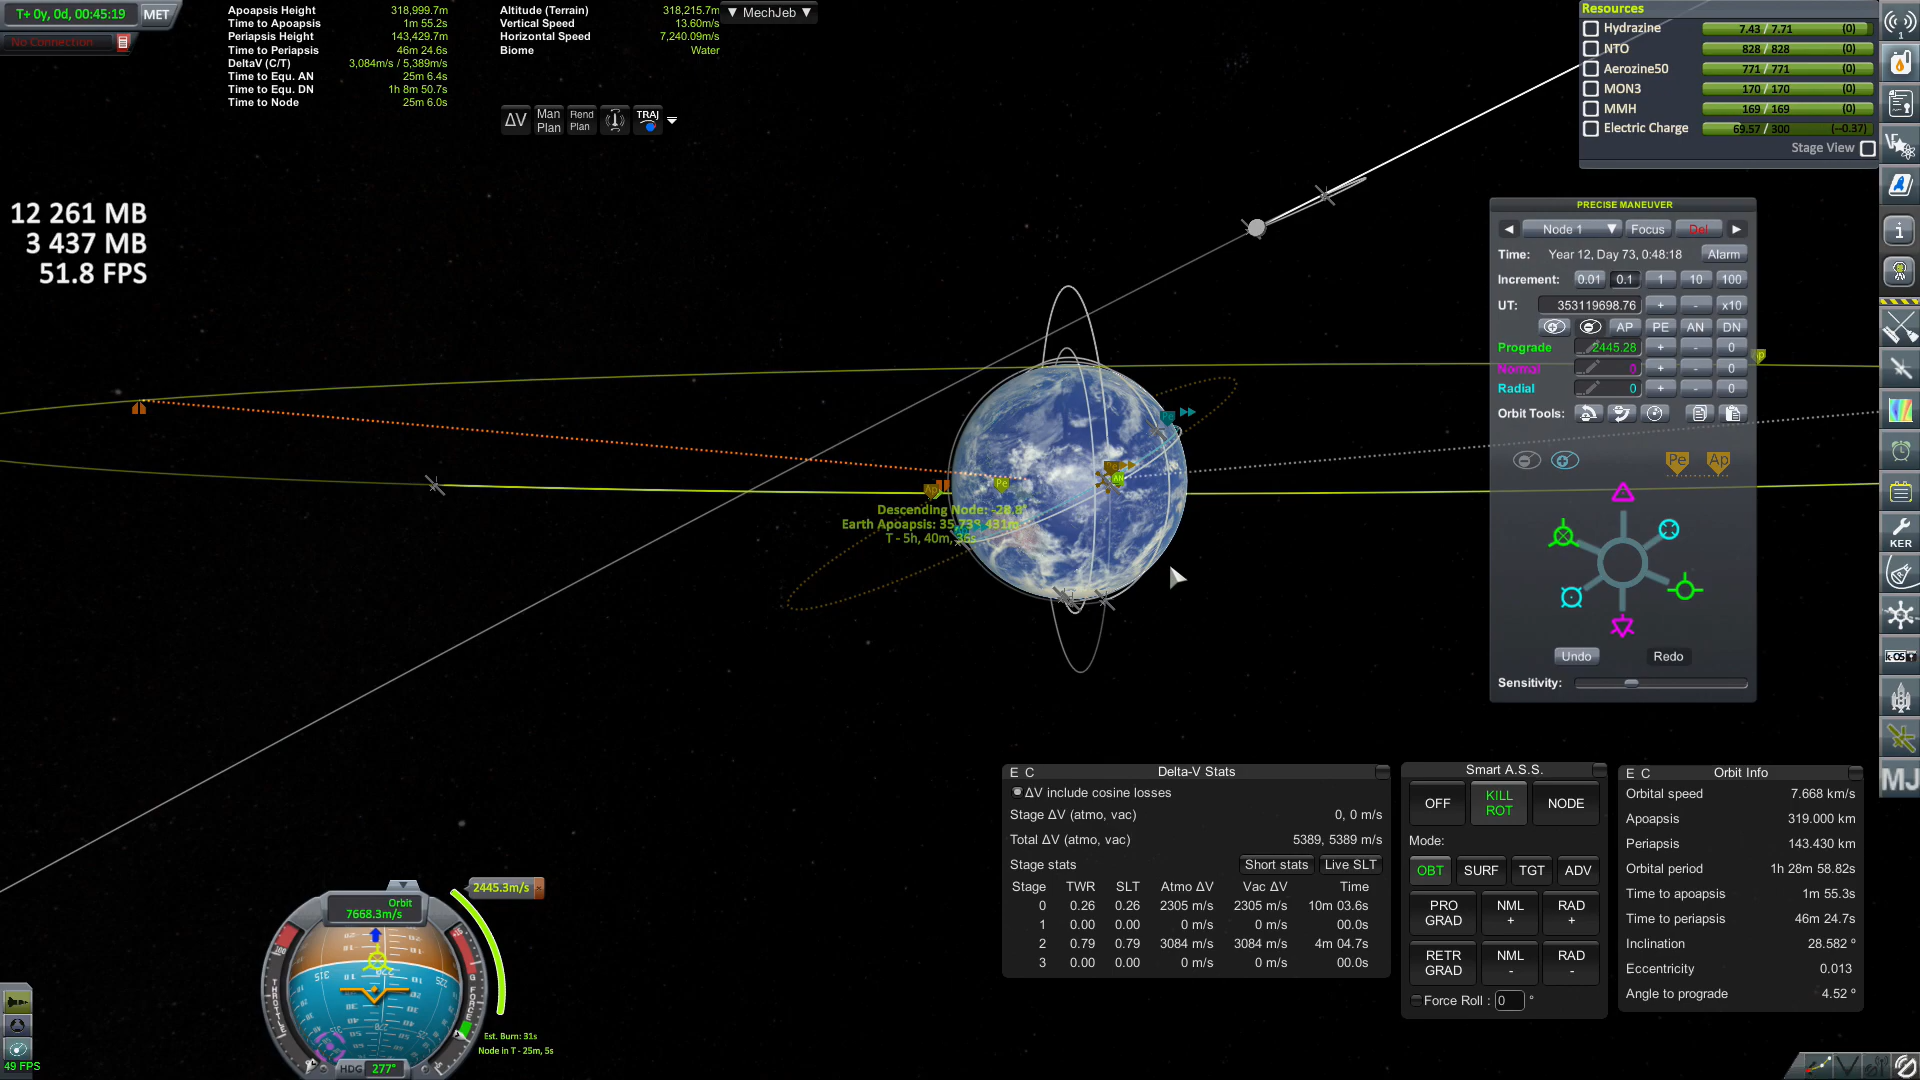 T+ 0y, 0d, 00:45:19 MET
No Connection
Apoapsis Height 318,999.7m
Time to Apoapsis 1m 55.2s
Periapsis Height 143,429.7m
Time to Periapsis 46m 24.6s
DeltaV (C/T) 3,084m/s / 5,389m/s
Time to Equ. AN 25m 6.4s
Time to Equ. DN 1h 8m 50.7s
Time to Node 25m 6.0s
Altitude (Terrain) 318,215.7m
Vertical Speed 13.60m/s
Horizontal Speed 7,240.09m/s
Biome Water
▼ MechJeb ▼
ΔV Man Plan Rend Plan TRAJ
12 261 MB
3 437 MB
51.8 FPS
Resources
Hydrazine 7.43 / 7.71 (0)
NTO 828 / 828 (0)
Aerozine50 771 / 771 (0)
MON3 170 / 170 (0)
MMH 169 / 169 (0)
Electric Charge 69.57 / 300 (−0.37)
Stage View
PRECISE MANEUVER
Node 1 ▼ Focus Del
Time: Year 12, Day 73, 0:48:18 Alarm
Increment: 0.01 0.1 1 10 100
UT: 353119698.76 + - x10
AP PE AN DN
Prograde 2445.28 + - 0
Normal 0 + - 0
Radial 0 + - 0
Orbit Tools:
Pe Ap
Undo Redo
Sensitivity:
Pe
AN
Pe
Ap
Descending Node: -28.8°
Earth Apoapsis: 35,738,431m
T - 5h, 40m, 36s
Delta-V Stats
E C
ΔV include cosine losses
Stage ΔV (atmo, vac) 0, 0 m/s
Total ΔV (atmo, vac) 5389, 5389 m/s
Stage stats Short stats Live SLT
Stage TWR SLT Atmo ΔV Vac ΔV Time
0 0.26 0.26 2305 m/s 2305 m/s 10m 03.6s
1 0.00 0.00 0 m/s 0 m/s 00.0s
2 0.79 0.79 3084 m/s 3084 m/s 4m 04.7s
3 0.00 0.00 0 m/s 0 m/s 00.0s
Smart A.S.S.
OFF KILL ROT NODE
Mode:
OBT SURF TGT ADV
PRO GRAD NML + RAD +
RETR GRAD NML - RAD -
Force Roll : 0 °
E C Orbit Info
Orbital speed 7.668 km/s
Apoapsis 319.000 km
Periapsis 143.430 km
Orbital period 1h 28m 58.82s
Time to apoapsis 1m 55.3s
Time to periapsis 46m 24.7s
Inclination 28.582 º
Eccentricity 0.013
Angle to prograde 4.52 º
2445.3m/s
Orbit
7668.3m/s
THROTTLE
G FORCE
HDG 277°
Est. Burn: 31s
Node in T - 25m, 5s
49 FPS
KER
kOS
MJ